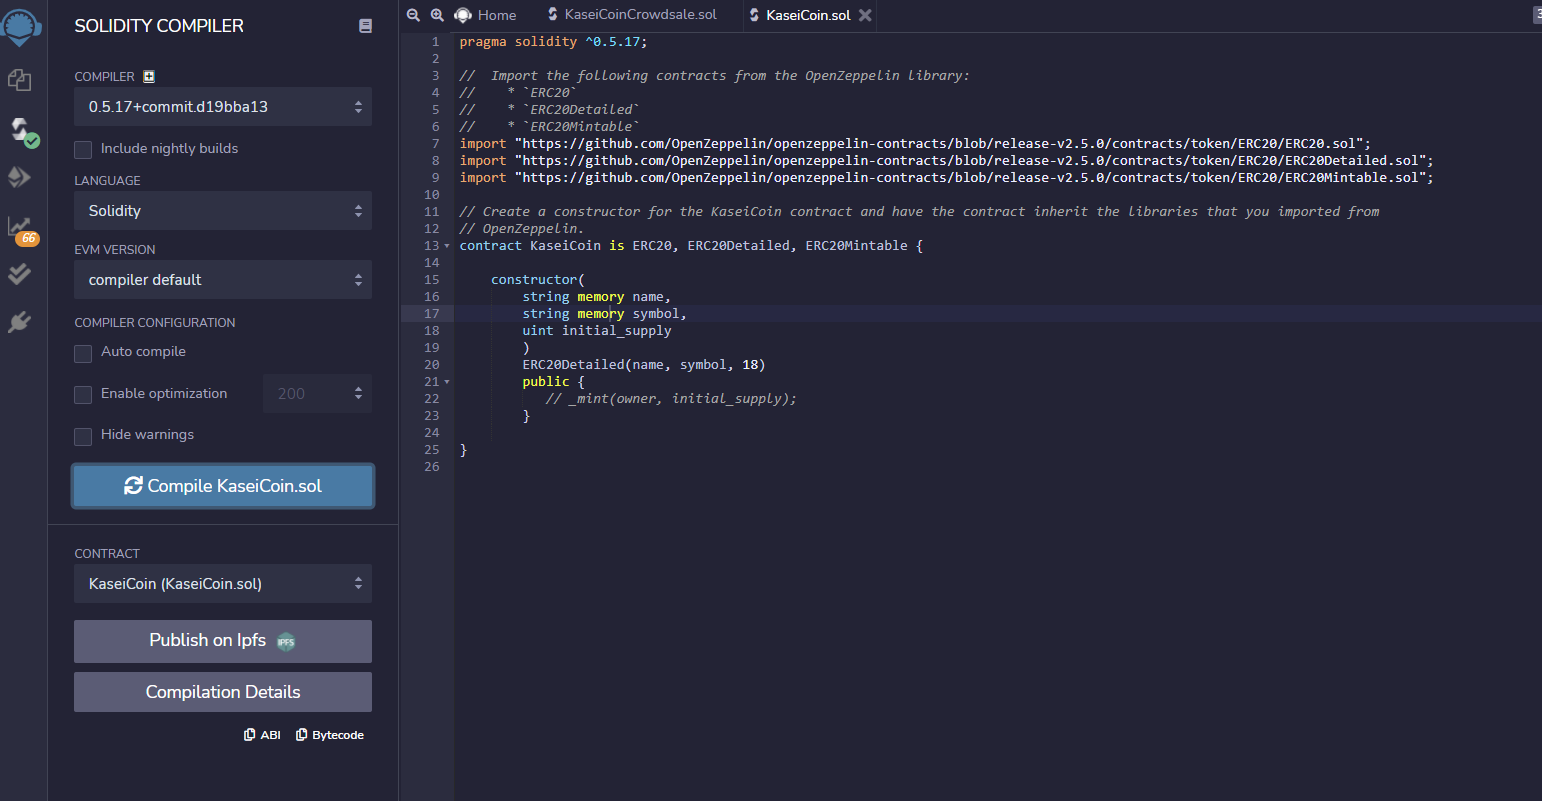 SOLIDITY COMPILER
COMPILER
0.5.17+commit.d19bba13
Include nightly builds
LANGUAGE
Solidity
EVM VERSION
compiler default
COMPILER CONFIGURATION
Auto compile
Enable optimization
200
Hide warnings
Compile KaseiCoin.sol
CONTRACT
KaseiCoin (KaseiCoin.sol)
Publish on Ipfs
IPFS
Compilation Details
ABI
Bytecode
66
Home
KaseiCoinCrowdsale.sol
KaseiCoin.sol
3
1 pragma solidity ^0.5.17;
2
3 //  Import the following contracts from the OpenZeppelin library:
4 //    * `ERC20`
5 //    * `ERC20Detailed`
6 //    * `ERC20Mintable`
7 import "https://github.com/OpenZeppelin/openzeppelin-contracts/blob/release-v2.5.0/contracts/token/ERC20/ERC20.sol";
8 import "https://github.com/OpenZeppelin/openzeppelin-contracts/blob/release-v2.5.0/contracts/token/ERC20/ERC20Detailed.sol";
9 import "https://github.com/OpenZeppelin/openzeppelin-contracts/blob/release-v2.5.0/contracts/token/ERC20/ERC20Mintable.sol";
10
11 // Create a constructor for the KaseiCoin contract and have the contract inherit the libraries that you imported from
12 // OpenZeppelin.
13 contract KaseiCoin is ERC20, ERC20Detailed, ERC20Mintable {
14
15     constructor(
16         string memory name,
17         string memory symbol,
18         uint initial_supply
19         )
20         ERC20Detailed(name, symbol, 18)
21         public {
22            // _mint(owner, initial_supply);
23         }
24
25 }
26